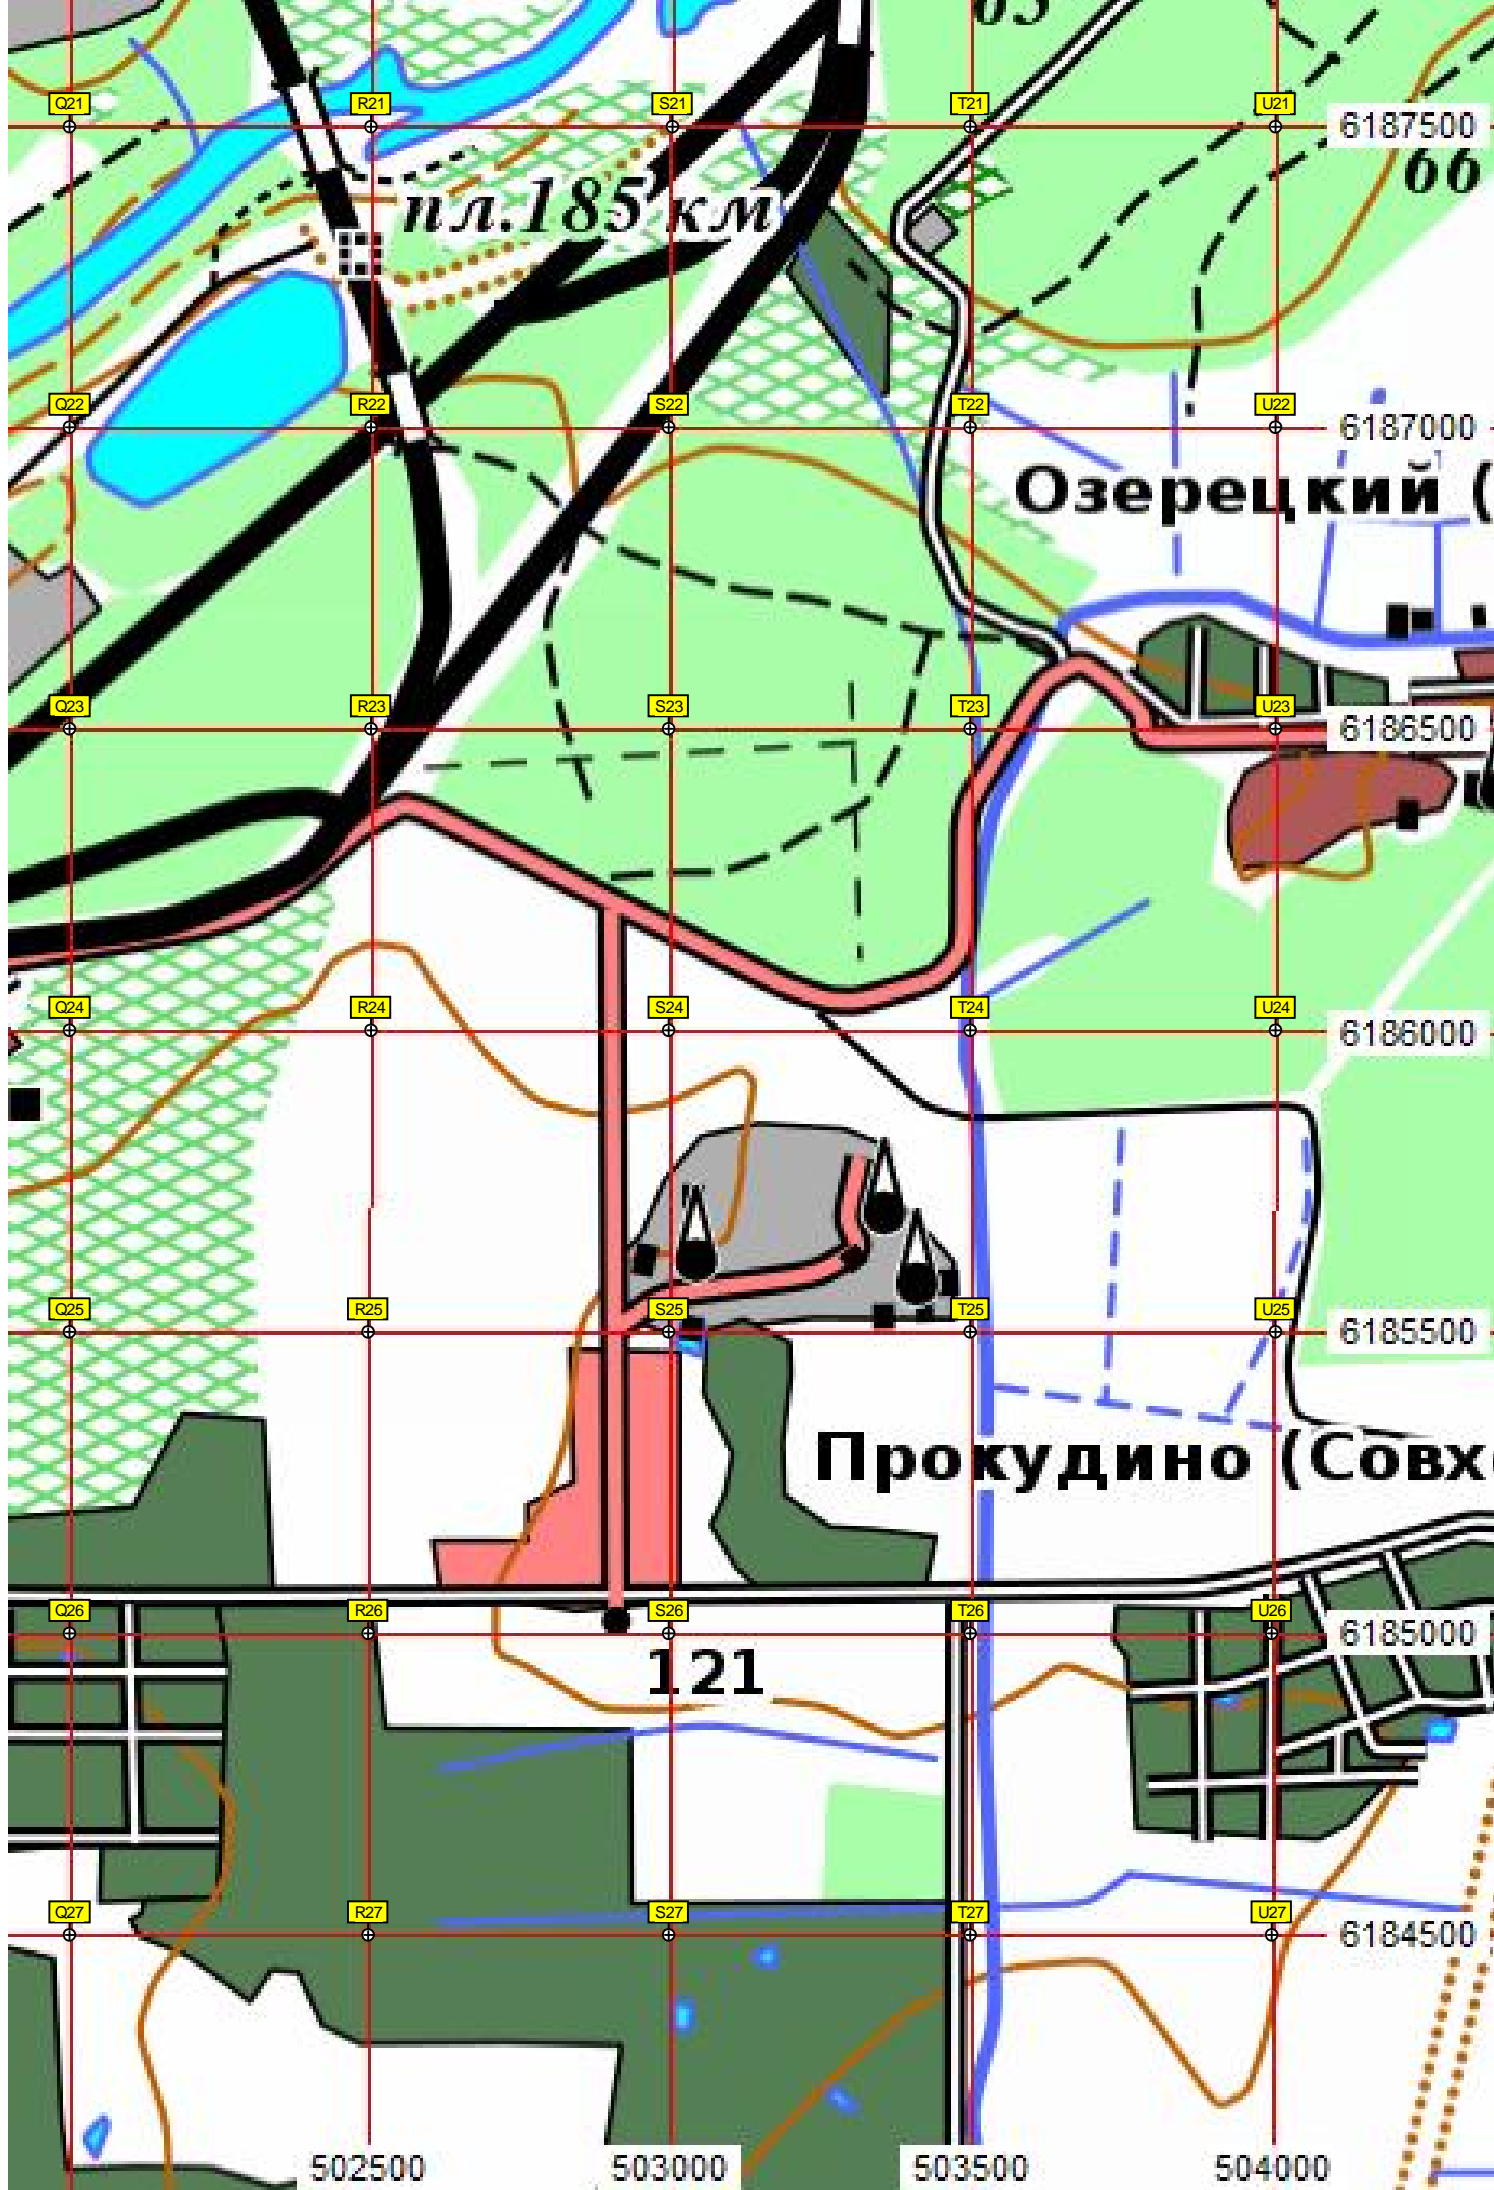 65
Q21 R21 S21 T21 U21
6187500
66
пл.185 км
Q22 R22 S22 T22 U22
6187000
Озерецкий (
Q23 R23 S23 T23 U23
6186500
Q24 R24 S24 T24 U24
6186000
Q25 R25 S25 T25 U25
6185500
Прокудино (Совх
Q26 R26 S26 T26 U26
6185000
121
Q27 R27 S27 T27 U27
6184500
502500 503000 503500 504000